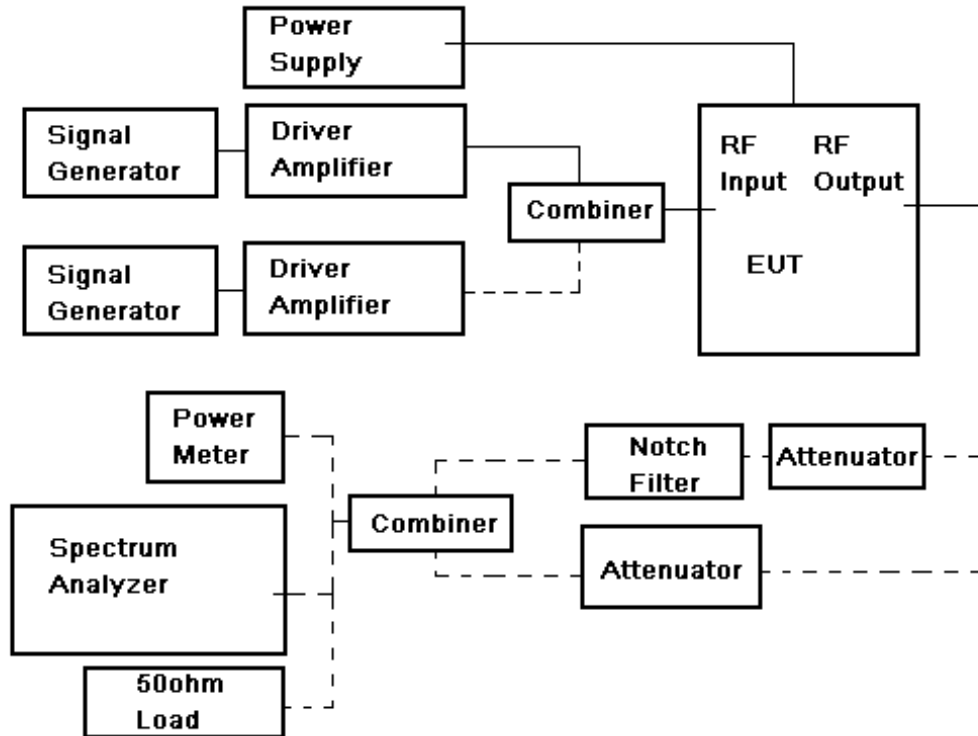 Power
Supply
Signal
Generator
Driver
Amplifier
Combiner
RF
Input
RF
Output
EUT
Signal
Generator
Driver
Amplifier
Power
Meter
Notch
Filter
Attenuator
Combiner
Spectrum
Analyzer
Attenuator
50ohm
Load